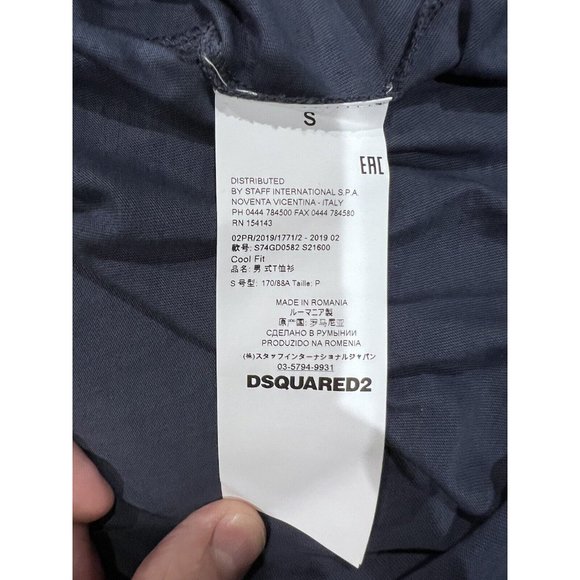 S
EAC
DISTRIBUTED
BY STAFF INTERNATIONAL S.P.A.
NOVENTA VICENTINA - ITALY
PH 0444 784500 FAX 0444 784580
RN 154143
02PR/2019/1771/2 - 2019 02
款号: S74GD0582 S21600
Cool Fit
品名: 男 式T恤衫
S 号型: 170/88A Taille: P
MADE IN ROMANIA
ルーマニア製
原产国: 罗马尼亚
СДЕЛАНО В РУМЫНИИ
PRODUZIDO NA ROMENIA
(株)スタッフインターナショナルジャパン
03-5794-9931
DSQUARED2